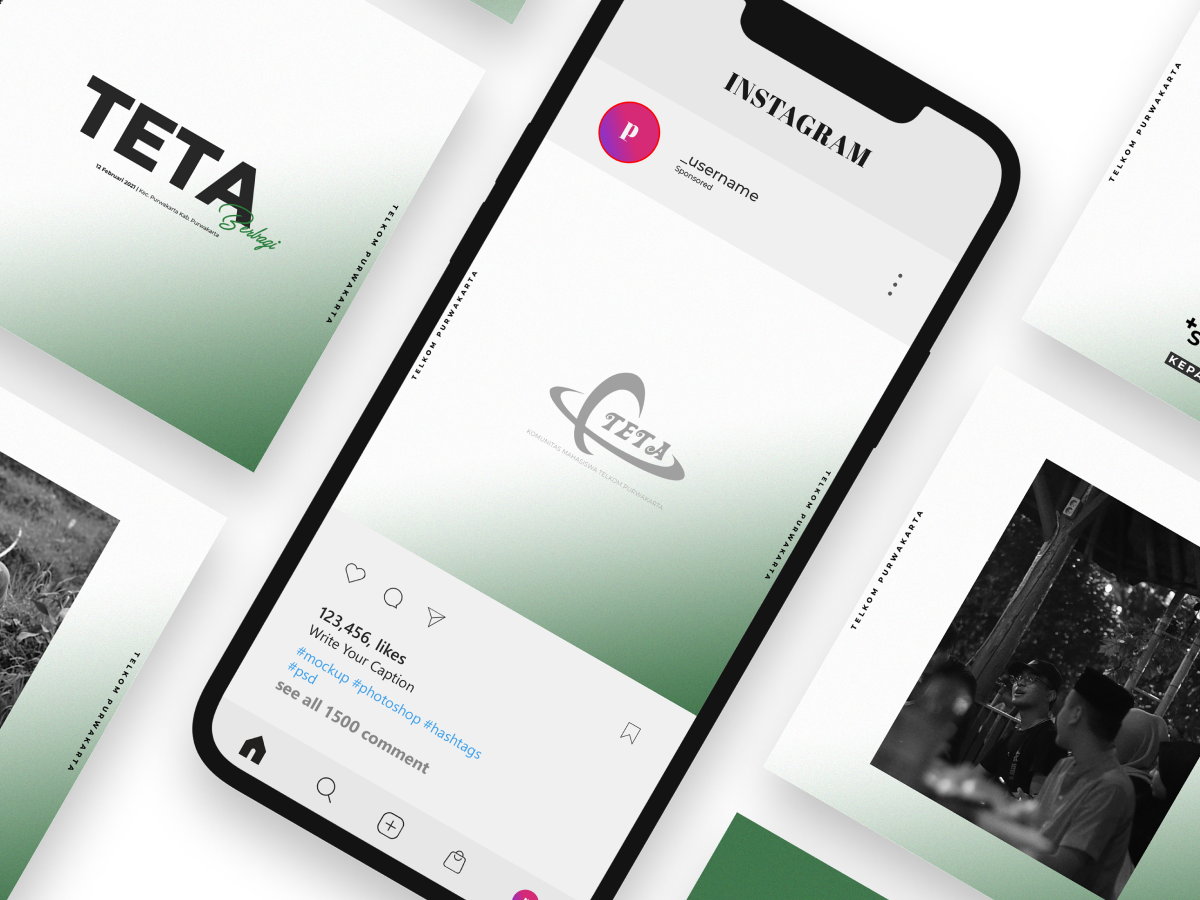 TETA
Berbagi
12 Februari 2021 | Kec. Purwakarta Kab. Purwakarta
TELKOM PURWAKARTA
INSTAGRAM
P
_username
Sponsored
TELKOM PURWAKARTA
TETA
KOMUNITAS MAHASISWA TELKOM PURWAKARTA
TELKOM PURWAKARTA
123,456, likes
Write Your Caption
#mockup #photoshop #hashtags
#psd
see all 1500 comment
TELKOM PURWAKARTA
TELKOM PURWAKARTA
TELKOM PURWAKARTA